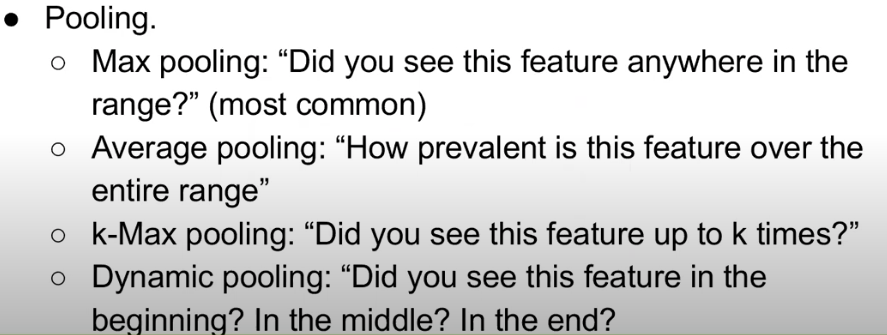 ● Pooling.
○ Max pooling: “Did you see this feature anywhere in the
range?” (most common)
○ Average pooling: “How prevalent is this feature over the
entire range”
○ k-Max pooling: “Did you see this feature up to k times?”
○ Dynamic pooling: “Did you see this feature in the
beginning? In the middle? In the end?